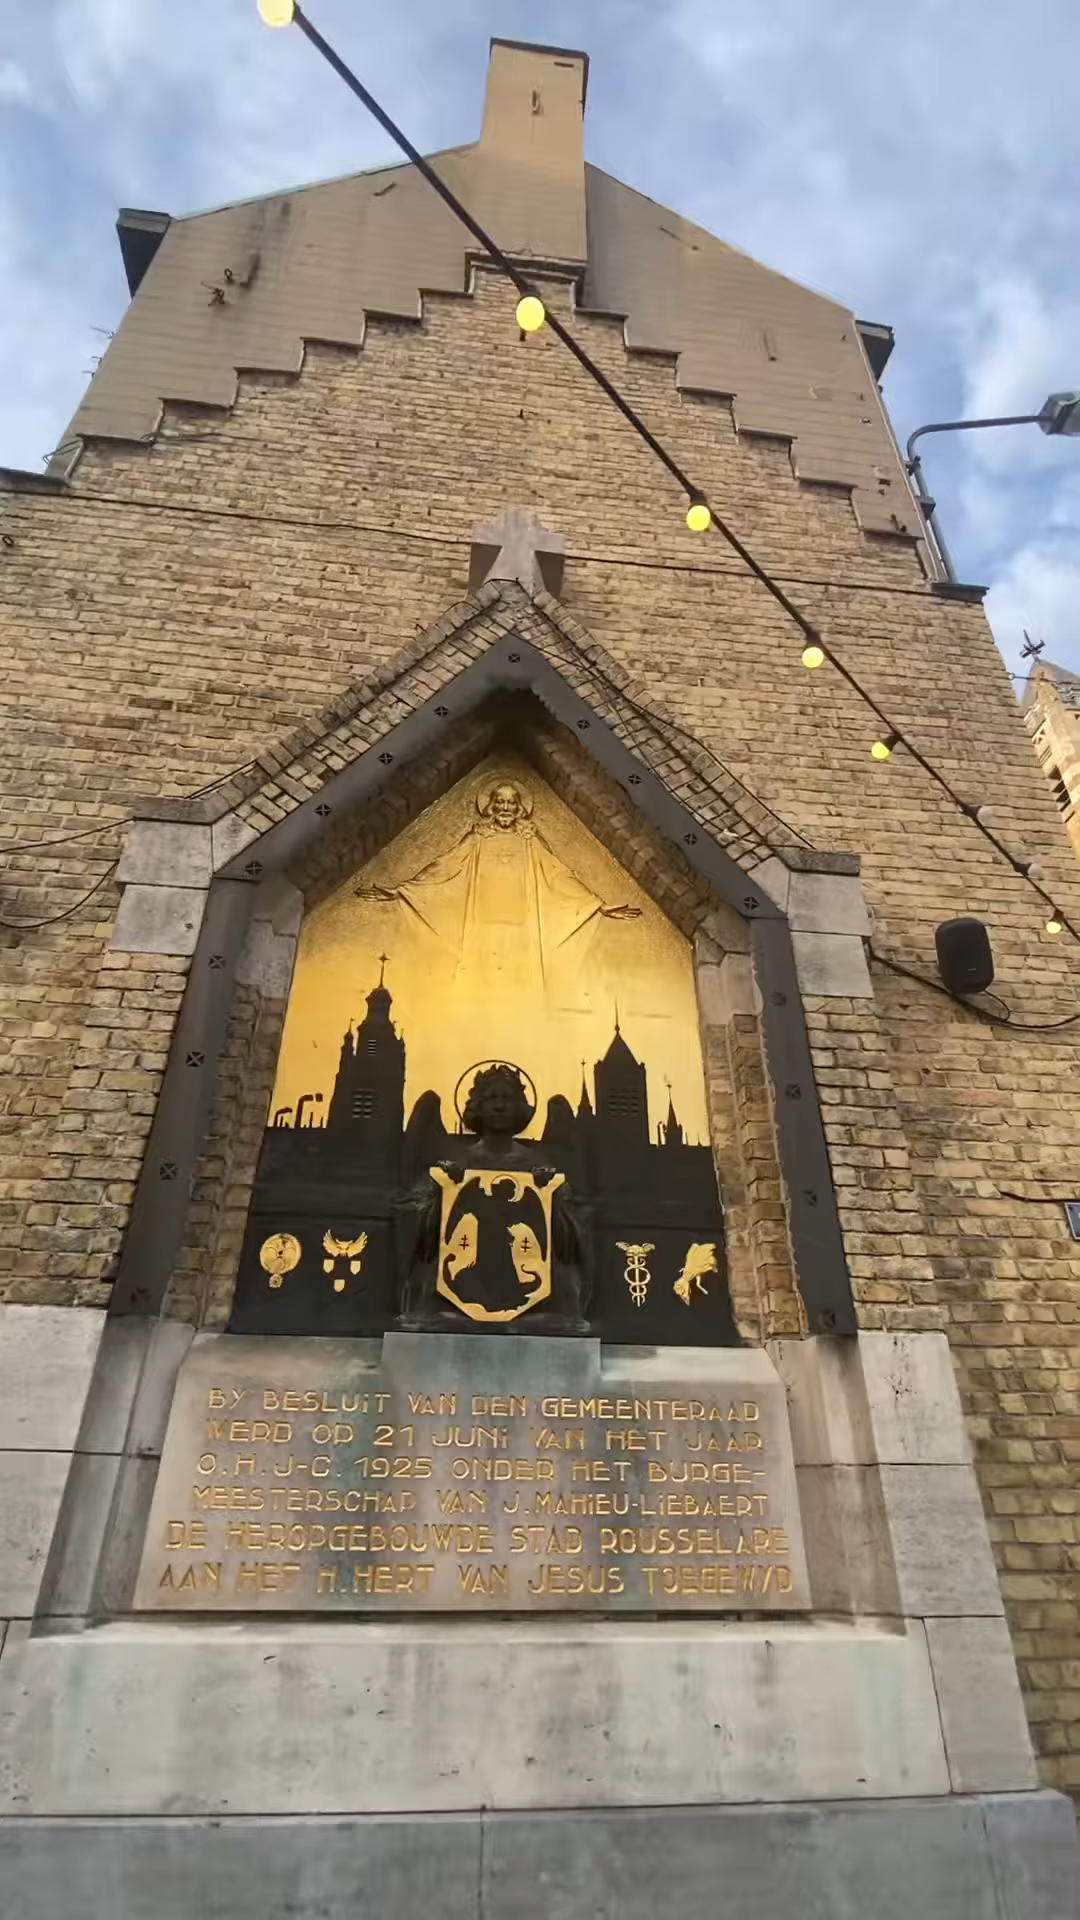 BY BESLUIT VAN DEN GEMEENTERAAD
WERD OP 21 JUNI VAN HET JAAR
O.H.J-C. 1925 ONDER HET BURGE-
MEESTERSCHAP VAN J.MAHIEU-LIEBAERT
DE HEROPGEBOUWDE STAD ROUSSELARE
AAN HET H.HERT VAN JESUS TOEGEWYD